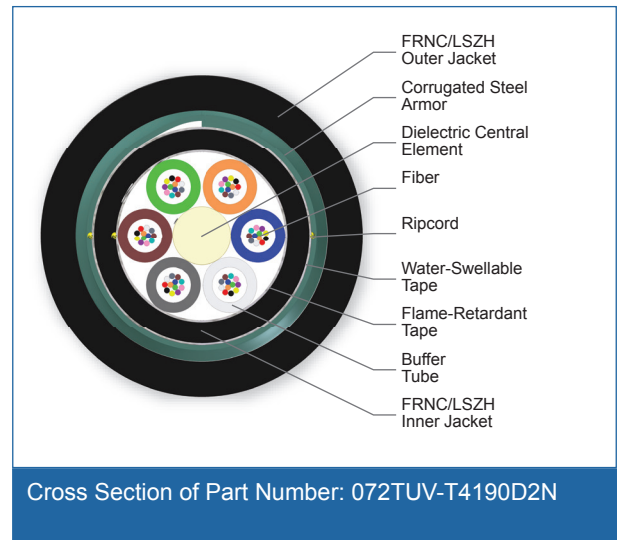 FRNC/LSZH
Outer Jacket
Corrugated Steel
Armor
Dielectric Central
Element
Fiber
Ripcord
Water-Swellable
Tape
Flame-Retardant
Tape
Buffer
Tube
FRNC/LSZH
Inner Jacket
Cross Section of Part Number: 072TUV-T4190D2N